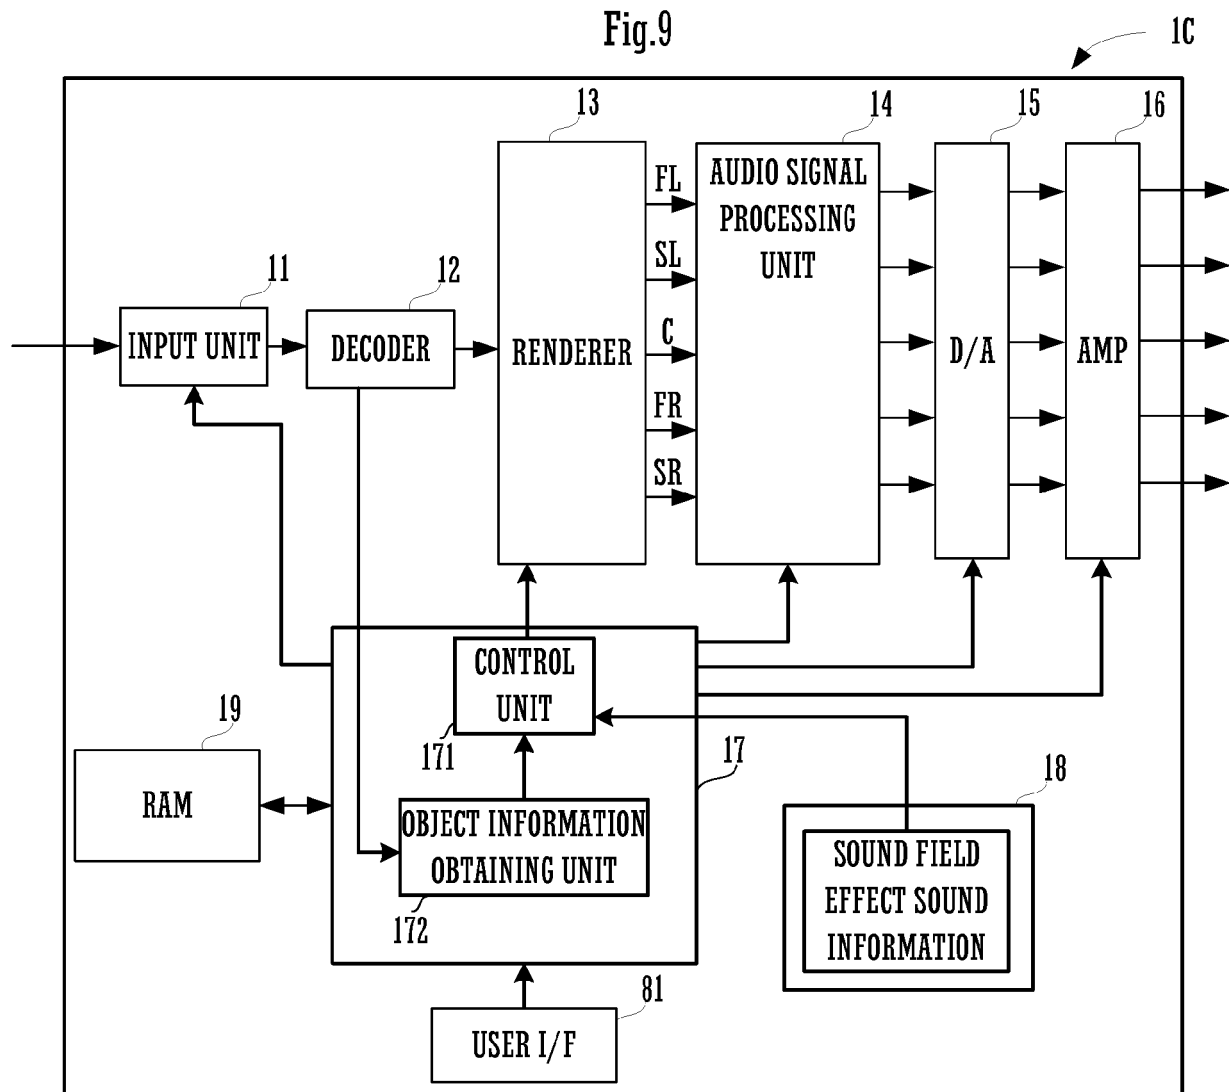 Fig.9
1C
13
14
15
16
FL
SL
C
FR
SR
AUDIO SIGNAL
PROCESSING
UNIT
11
12
INPUT UNIT
DECODER
RENDERER
D/A
AMP
CONTROL
UNIT
171
19
RAM
17
18
OBJECT INFORMATION
OBTAINING UNIT
172
SOUND FIELD
EFFECT SOUND
INFORMATION
81
USER I/F